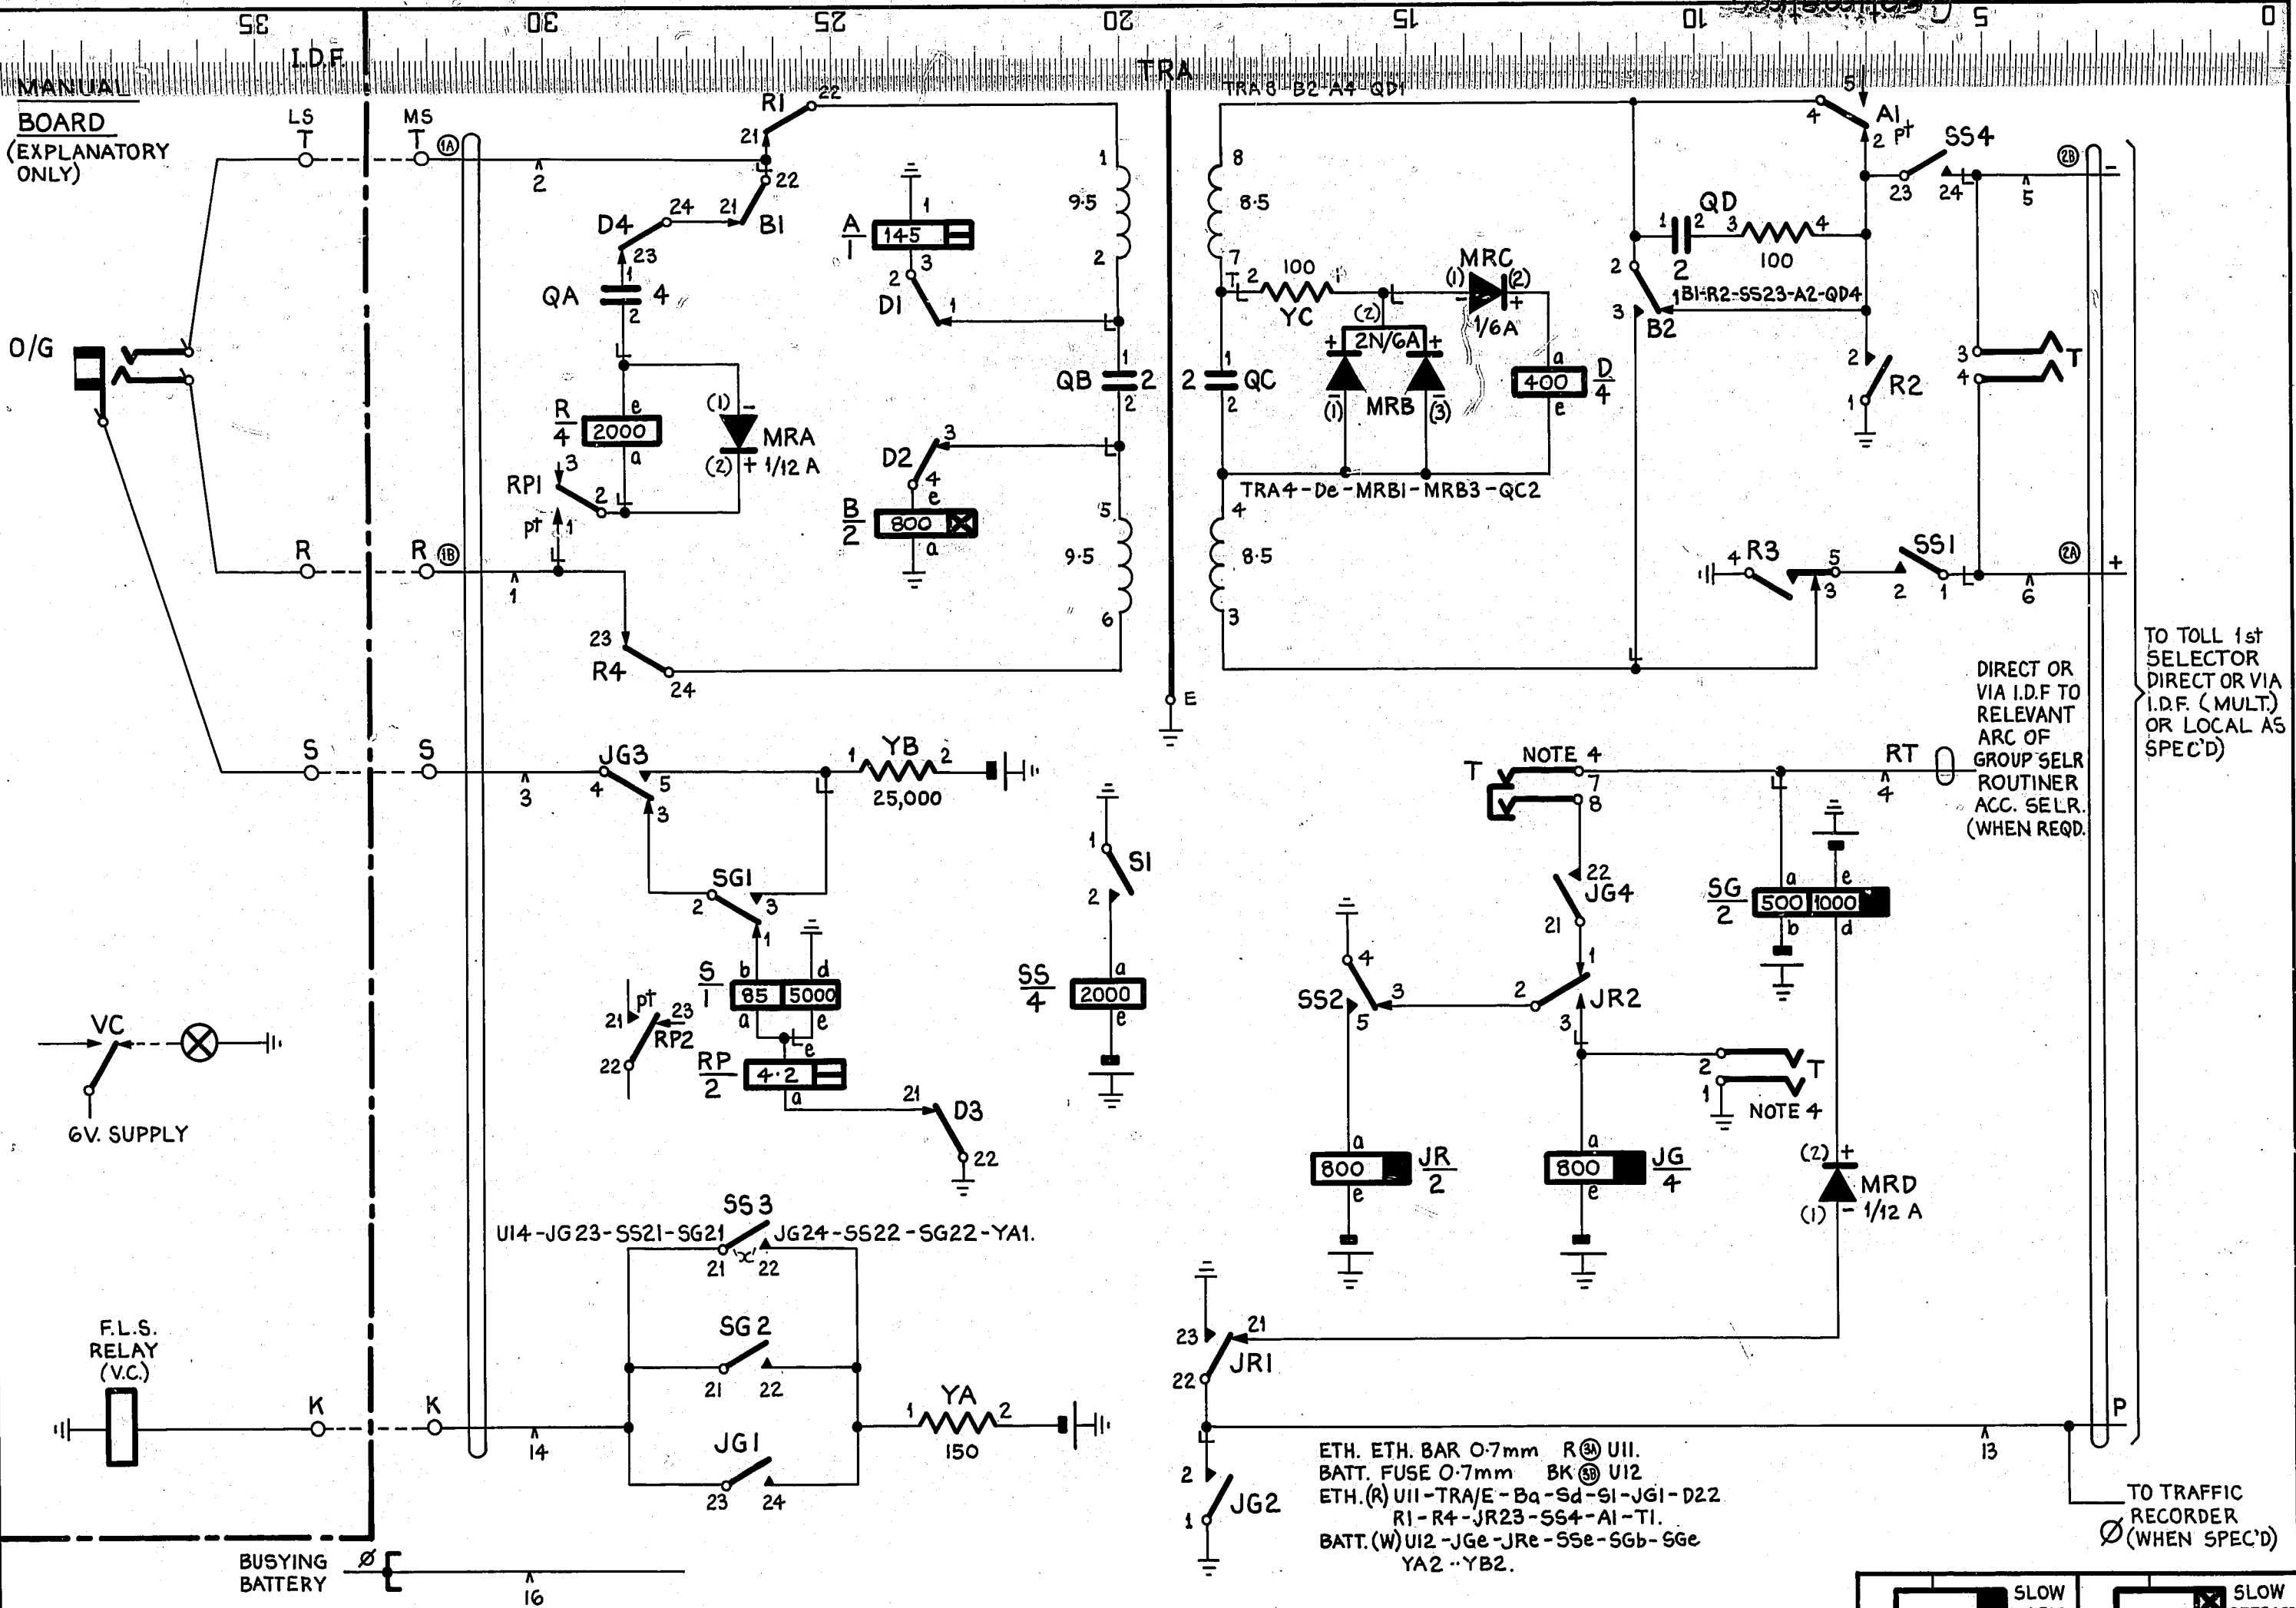 35
30
25
20
15
10
5
0
Centimetres
I.D.F.
TRA
MANUAL
BOARD
(EXPLANATORY
ONLY)
LS
T
MS
T
1A
2
R1
22
21
22
21
B1
D4
24
23
1
QA
4
2
R
4
e
2000
a
(1) -
MRA
(2) + 1/12 A
RP1
3
2
pt
1
O/G
R
R
1B
1
23
R4
24
A
1
1
145
3
2
D1
1
D2
3
4
e
B
2
800
a
1
9.5
2
1
QB 2
2
5
9.5
6
TRA8-B2-A4-QD1
8
8.5
7
T
2
100
1
YC
1
2 QC
2
4
8.5
3
(1)
MRC
(2)
-
+
1/6A
(2)
+
2N/6A
+
(1)
MRB
(3)
a
400
D
4
e
TRA4-De-MRB1-MRB3-QC2
5
4
A1
pt
2
SS4
23
24
2B
-
5
QD
1
2
3
4
2
100
2
B1-R2-SS23-A2-QD4
1
3
B2
2
R2
1
3
4
T
4 R3
5
3
SS1
2
1
2A
+
6
E
TO TOLL 1st
SELECTOR
DIRECT OR VIA
I.D.F. (MULT.)
OR LOCAL AS
SPEC'D)
DIRECT OR
VIA I.D.F TO
RELEVANT
ARC OF
GROUP SELR
ROUTINER
ACC. SELR.
(WHEN REQD.
S
S
3
JG3
4
5
3
1
YB
2
25,000
SG1
2
3
1
S
1
b
d
85
5000
a
e
RP
2
e
4.2
a
21
D3
22
pt
21
23
RP2
22
1
S1
2
SS
4
a
2000
e
T
NOTE 4
7
8
RT
4
22
JG4
21
SG
2
a
e
500
1000
b
d
4
SS2
3
5
2
1
JR2
3
2
T
1
NOTE 4
a
800
JR
2
e
a
800
JG
4
e
(2) +
MRD
(1) - 1/12 A
VC
6V. SUPPLY
SS3
U14-JG23-SS21-SG21
JG24-SS22-SG22-YA1.
'x'
21
22
SG2
21
22
JG1
23
24
F.L.S.
RELAY
(V.C.)
K
K
14
1
YA
2
150
23
21
JR1
22
2
JG2
1
P
13
TO TRAFFIC
RECORDER
Ø (WHEN SPEC'D)
ETH. ETH. BAR 0.7mm R 3A U11.
BATT. FUSE 0.7mm BK 3B U12
ETH.(R) U11-TRA/E-Ba-Sd-S1-JG1-D22
R1-R4-JR23-SS4-A1-T1.
BATT.(W) U12-JGe-JRe-SSe-SGb-SGe
YA2--YB2.
BUSYING
BATTERY
Ø
16
SLOW
SLOW